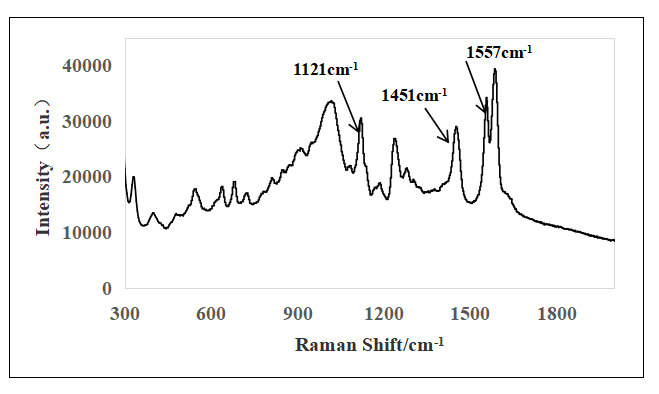 1557cm-1
1121cm-1
1451cm-1
40000
30000
20000
10000
0
Intensity（a.u.）
300 600 900 1200 1500 1800
Raman Shift/cm-1